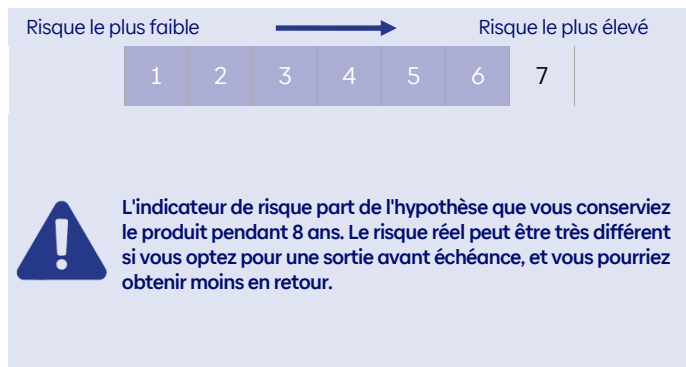 Risque le plus faible Risque le plus élevé
1 2 3 4 5 6 7
L'indicateur de risque part de l'hypothèse que vous conserviez
le produit pendant 8 ans. Le risque réel peut être très différent
si vous optez pour une sortie avant échéance, et vous pourriez
obtenir moins en retour.